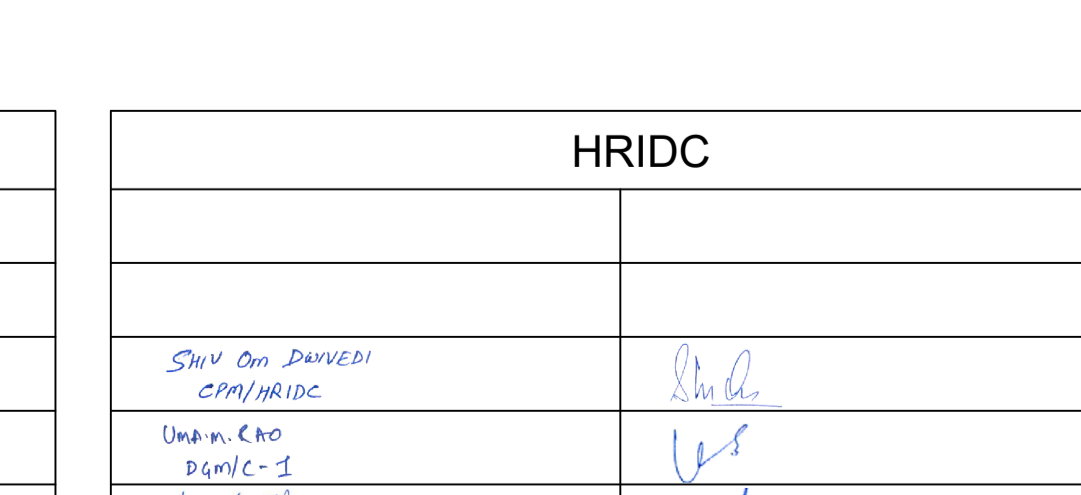 HRIDC
SHIV Om DWIVEDI
CPM/HRIDC
UMA.M.RAO
DGM/C-I